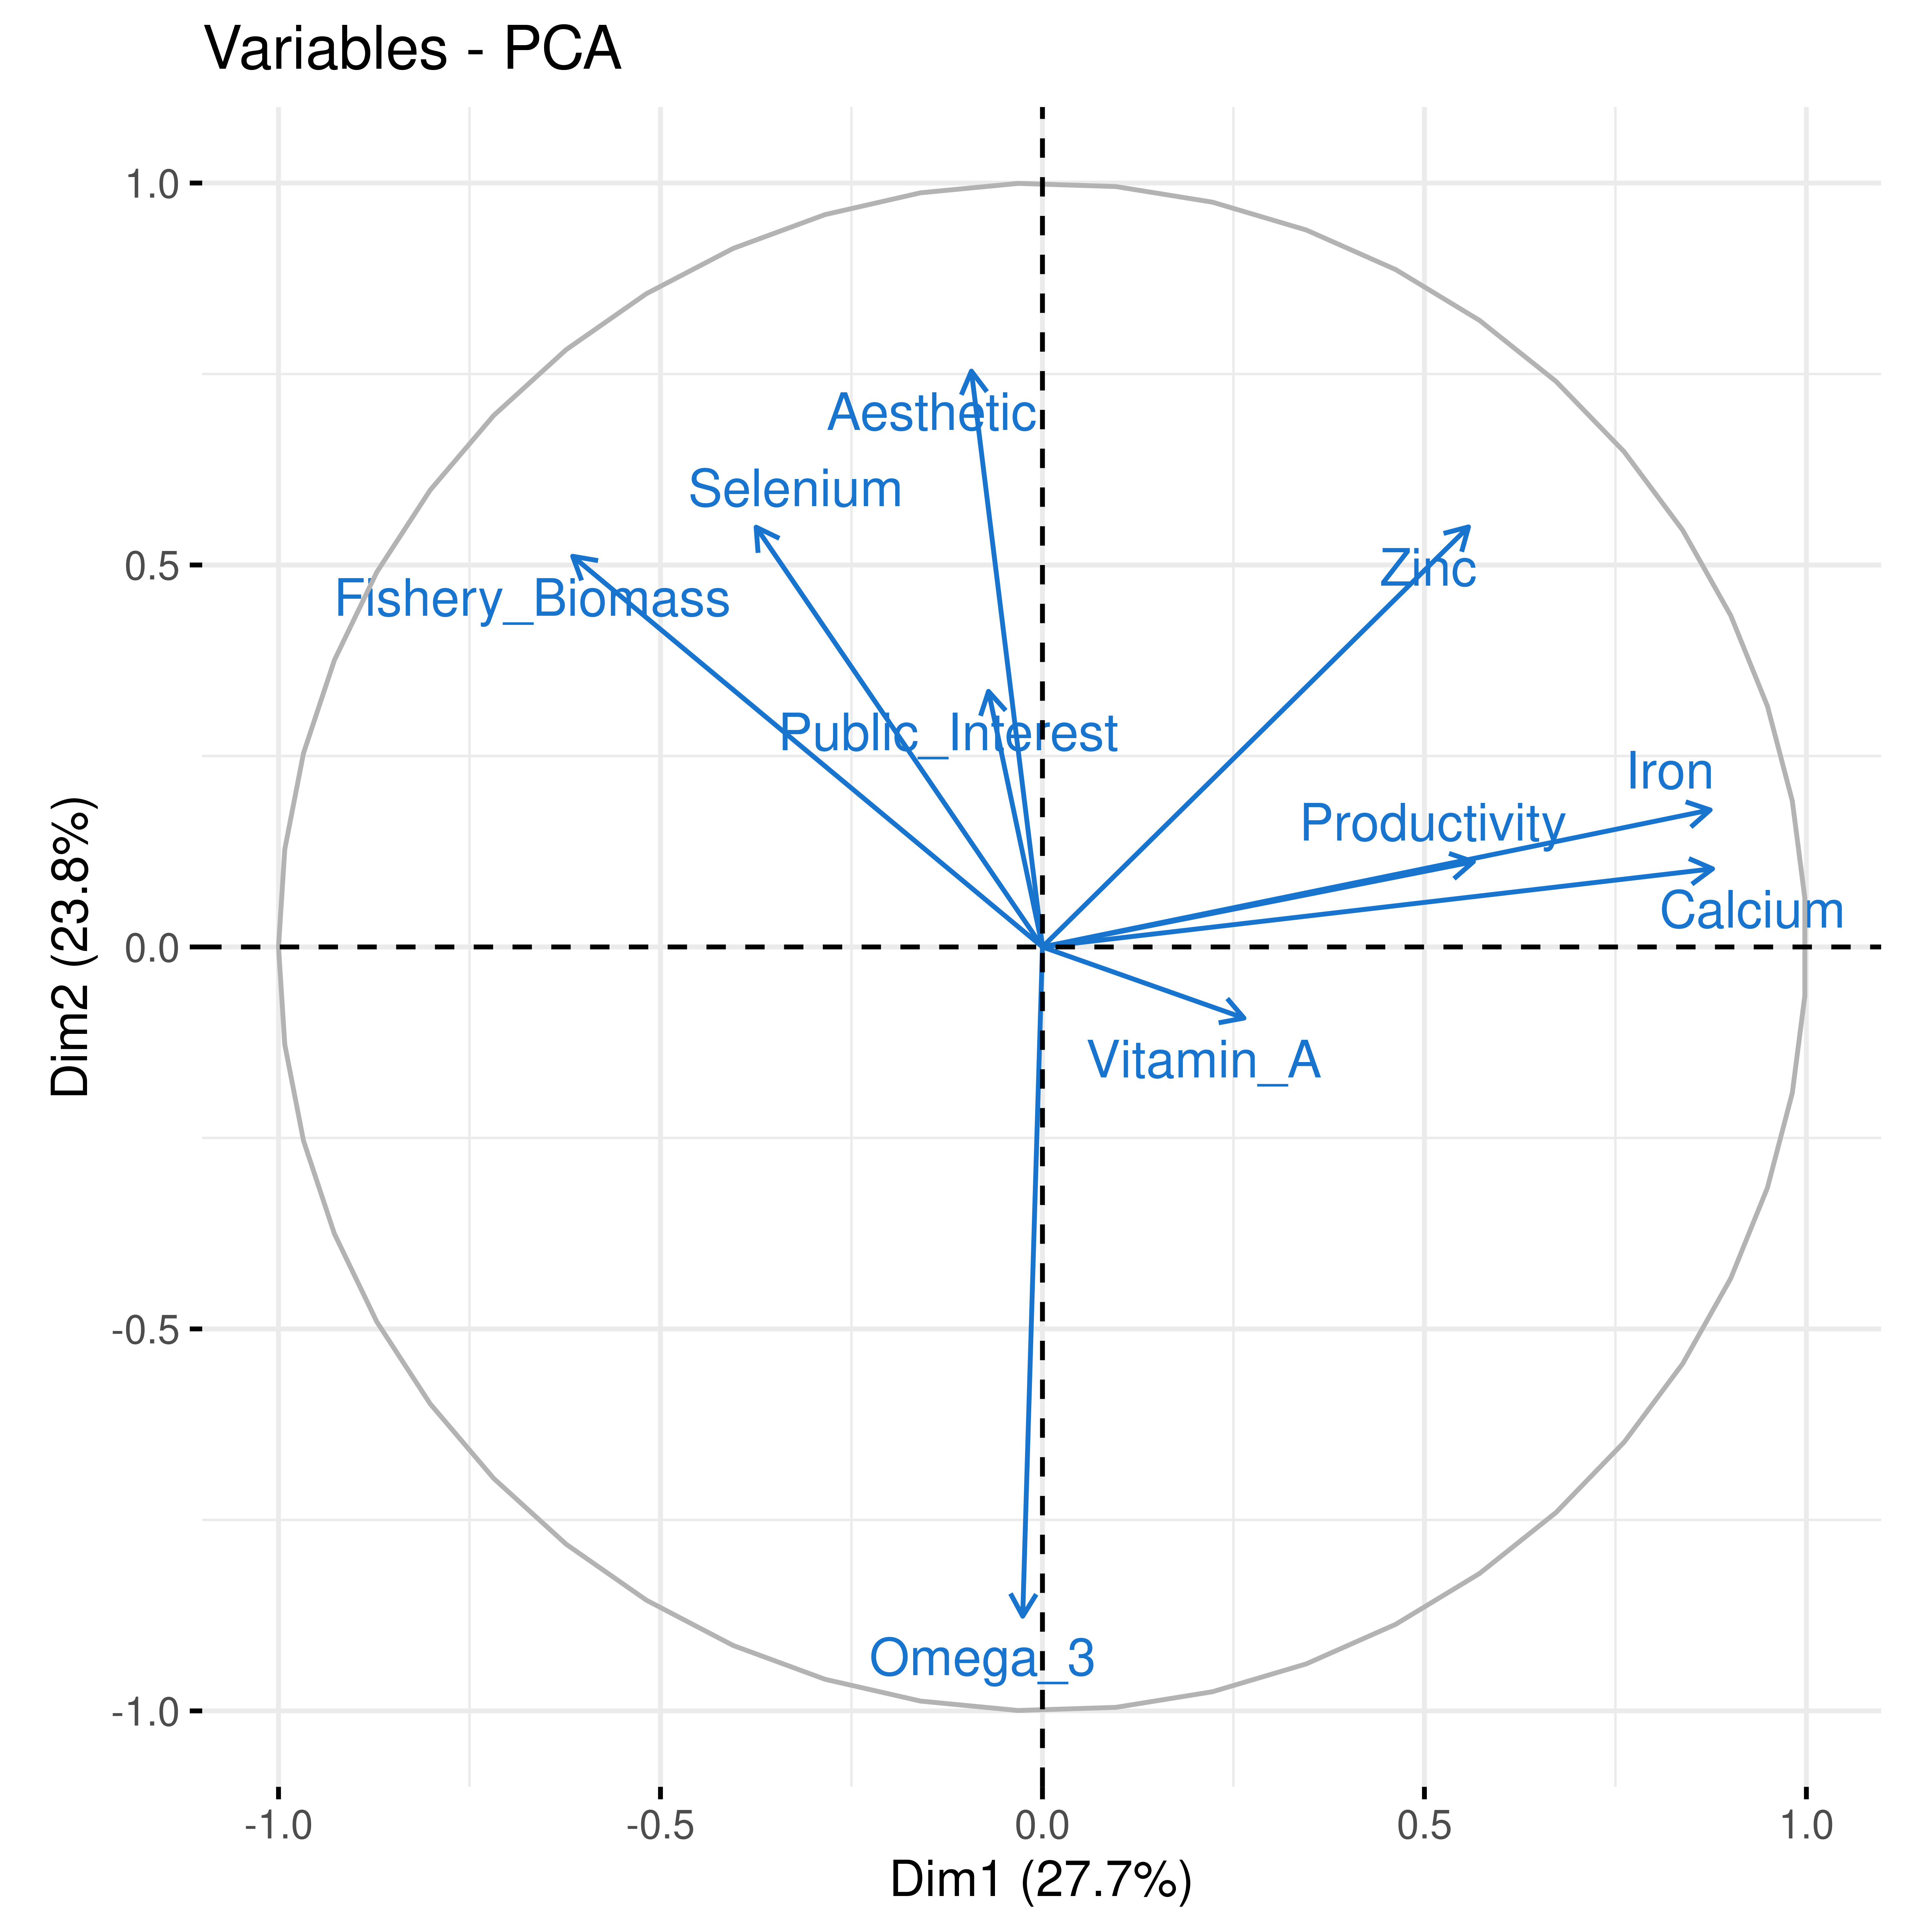 Variables - PCA
1.0
Aesthetic
Selenium
Zinc
0.5
Fishery_Biomass
Public_Interest
Iron
Productivity
Calcium
0.0
Vitamin_A
Dim2 (23.8%)
-0.5
Omega_3
-1.0
-1.0 -0.5 0.0 0.5 1.0
Dim1 (27.7%)